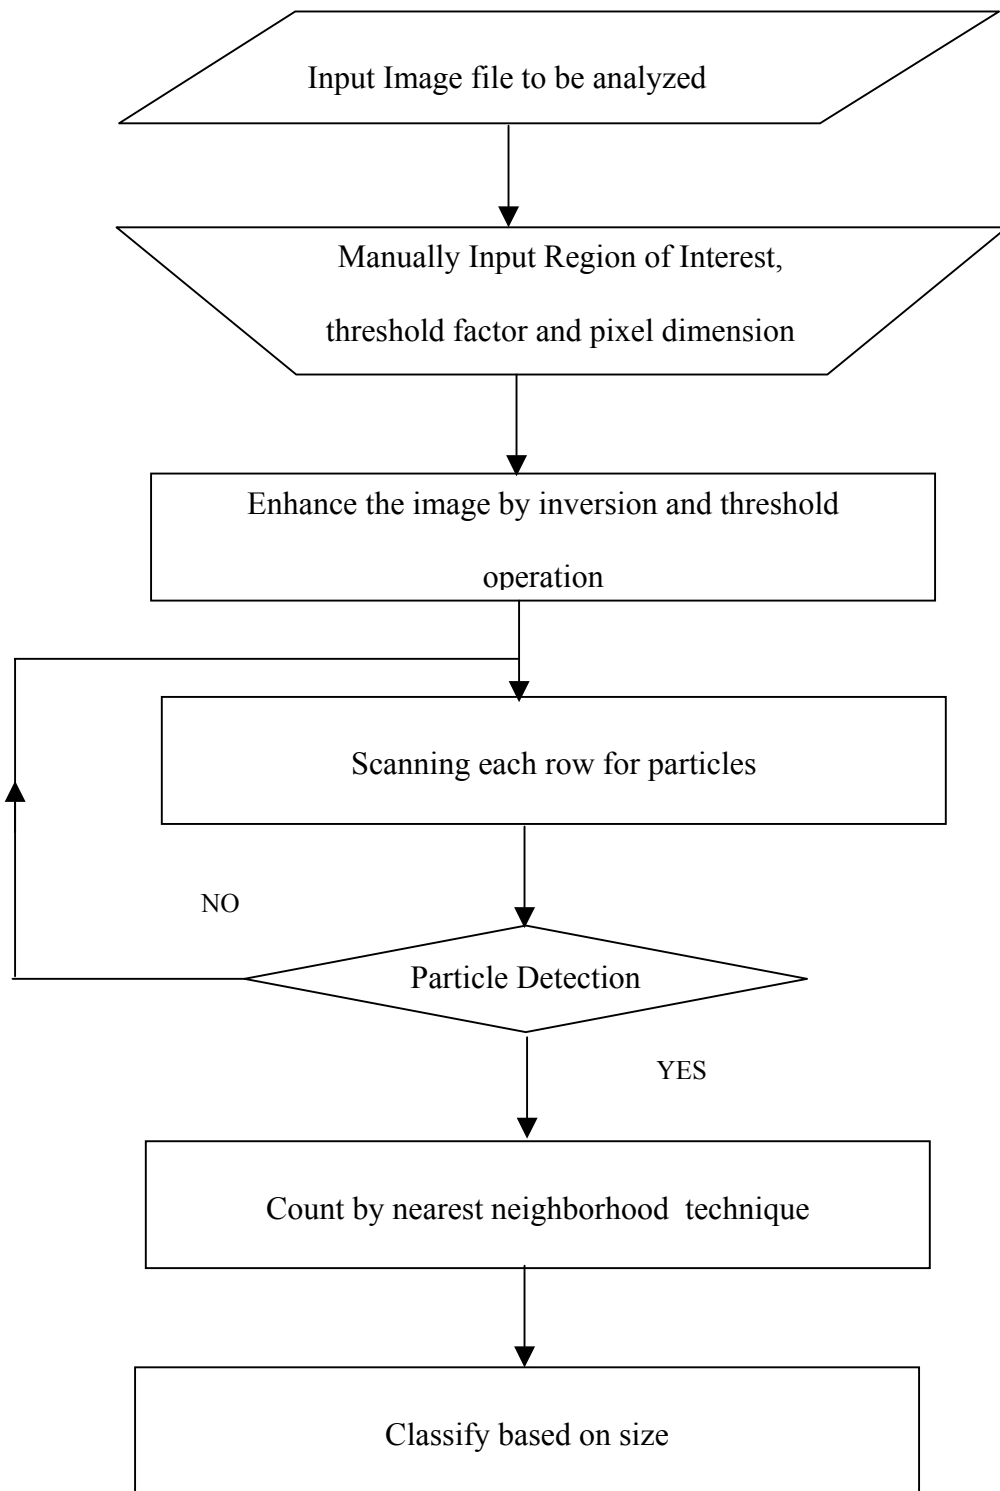 Input Image file to be analyzed
Manually Input Region of Interest,
threshold factor and pixel dimension
Enhance the image by inversion and threshold
operation
Scanning each row for particles
NO
Particle Detection
YES
Count by nearest neighborhood  technique
Classify based on size